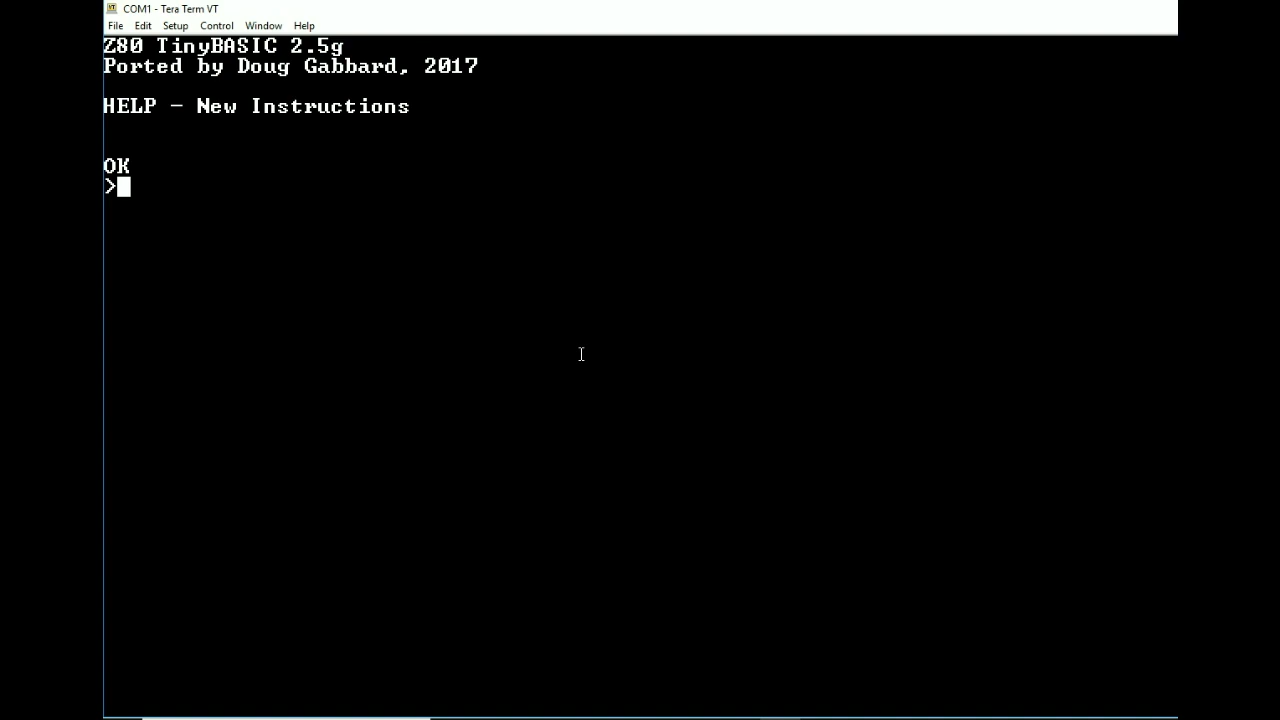 COM1 - Tera Term VT
File Edit Setup Control Window Help
Z80 TinyBASIC 2.5g
Ported by Doug Gabbard, 2017
HELP - New Instructions
OK
>